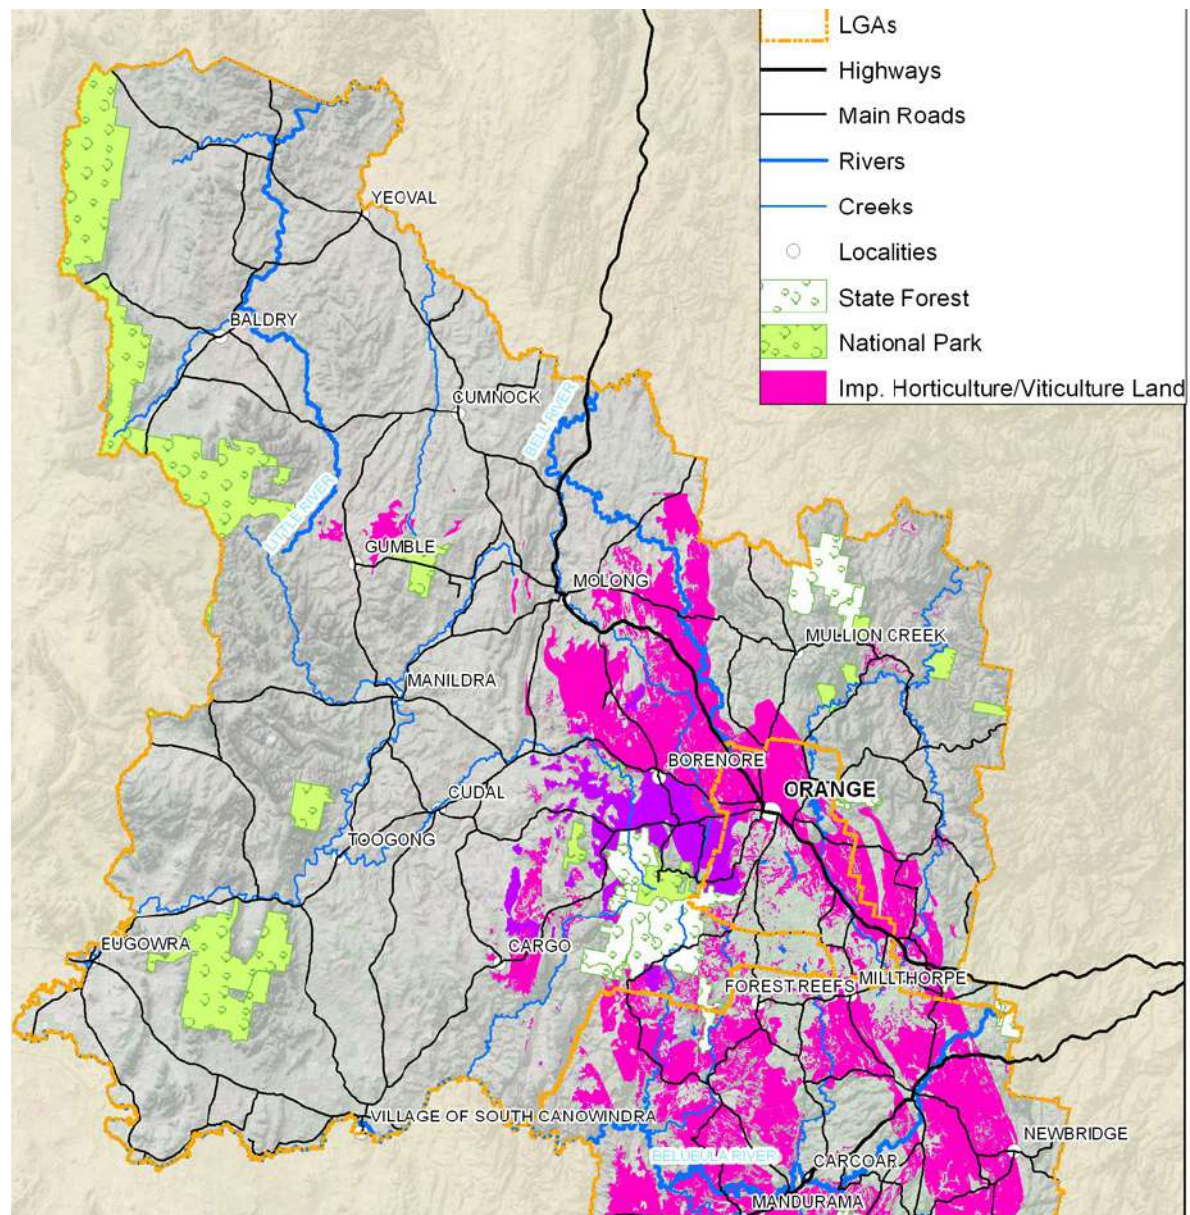 LGAs
Highways
Main Roads
Rivers
Creeks
Localities
State Forest
National Park
Imp. Horticulture/Viticulture Land
YEOVAL
BALDRY
CUMNOCK
BELL RIVER
LITTLE RIVER
GUMBLE
MOLONG
MULLION CREEK
MANILDRA
BORENORE
ORANGE
CUDAL
TOOGONG
EUGOWRA
CARGO
FOREST REEFS
MILLTHORPE
VILLAGE OF SOUTH CANOWINDRA
NEWBRIDGE
BELUBULA RIVER
CARCOAR
MANDURAMA